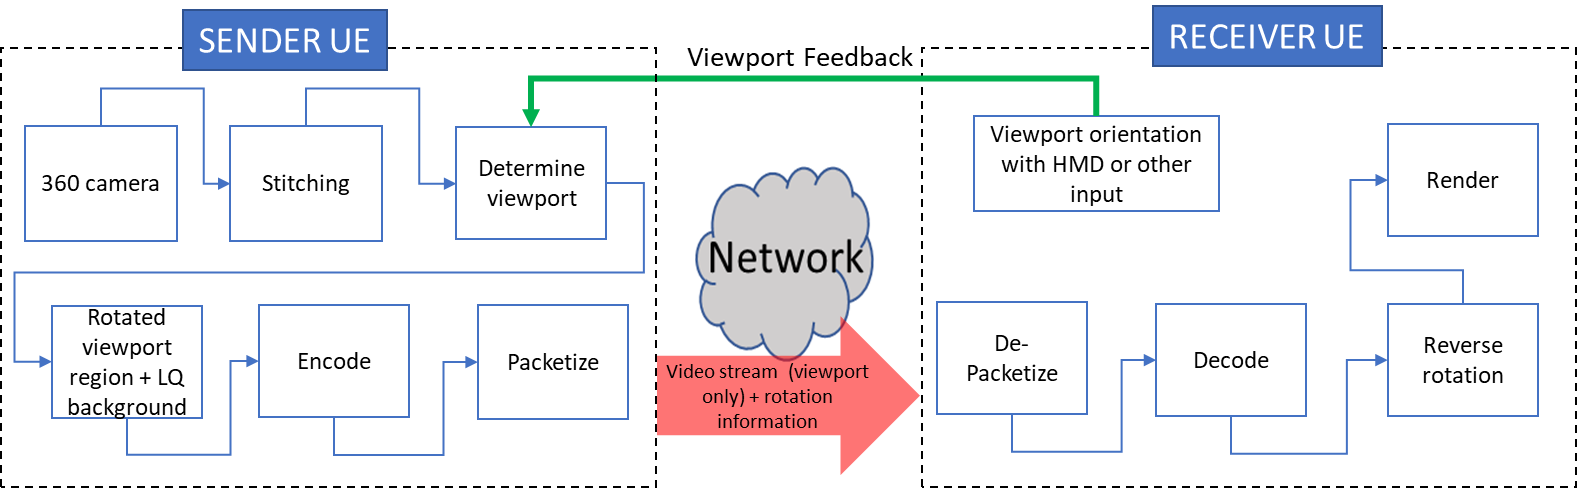 SENDER UE
RECEIVER UE
Viewport Feedback
360 camera
Stitching
Determine
viewport
Viewport orientation
with HMD or other
input
Render
Network
Rotated
viewport
region + LQ
background
Encode
Packetize
Video stream (viewport
only) + rotation
information
De-
Packetize
Decode
Reverse
rotation